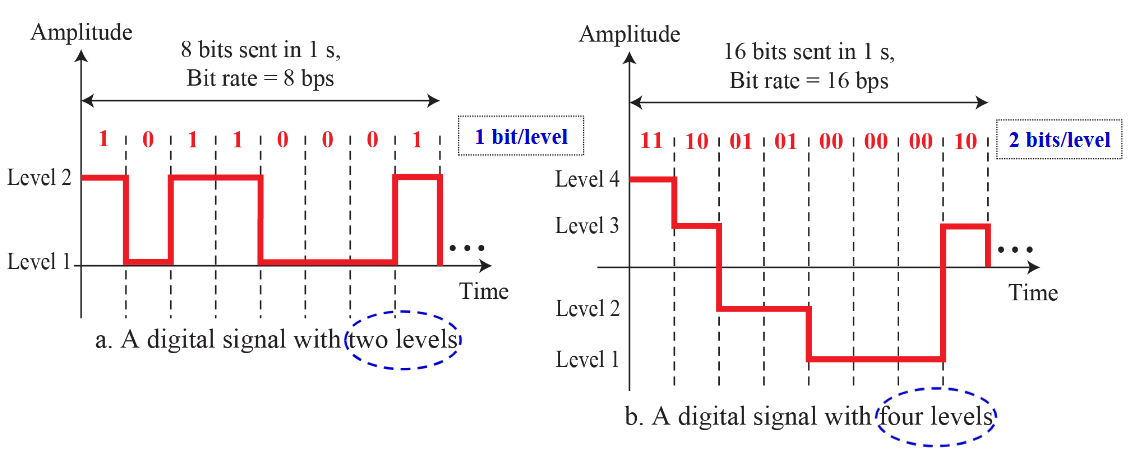 Amplitude
8 bits sent in 1 s,
Bit rate = 8 bps
1 0 1 1 0 0 0 1
1 bit/level
Level 2
Level 1
...
Time
a. A digital signal with two levels
Amplitude
16 bits sent in 1 s,
Bit rate = 16 bps
11 10 01 01 00 00 00 10
2 bits/level
Level 4
Level 3
...
Time
Level 2
Level 1
b. A digital signal with four levels